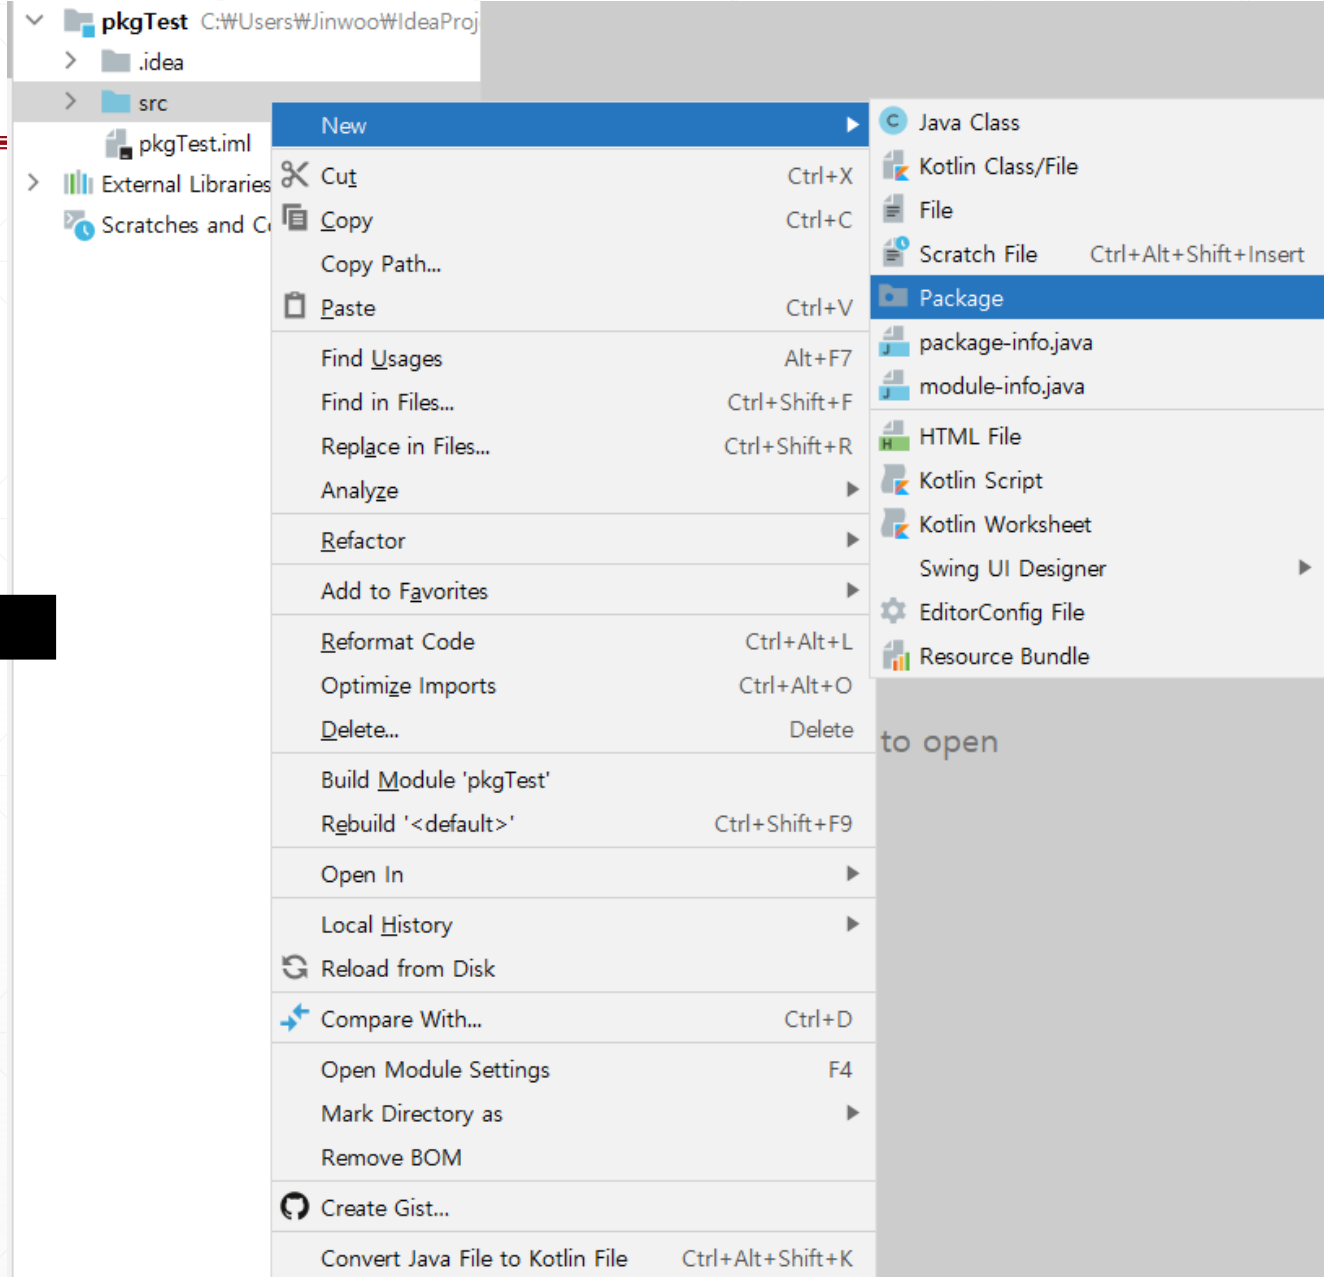 pkgTest C:₩Users₩Jinwoo₩IdeaProj
.idea
src
pkgTest.iml
External Libraries
Scratches and
New
Cut Ctrl+X
Copy Ctrl+C
Copy Path...
Paste Ctrl+V
Find Usages Alt+F7
Find in Files... Ctrl+Shift+F
Replace in Files... Ctrl+Shift+R
Analyze
Refactor
Add to Favorites
Reformat Code Ctrl+Alt+L
Optimize Imports Ctrl+Alt+O
Delete... Delete
Build Module 'pkgTest'
Rebuild '<default>' Ctrl+Shift+F9
Open In
Local History
Reload from Disk
Compare With... Ctrl+D
Open Module Settings F4
Mark Directory as
Remove BOM
Create Gist...
Convert Java File to Kotlin File Ctrl+Alt+Shift+K
Java Class
Kotlin Class/File
File
Scratch File Ctrl+Alt+Shift+Insert
Package
package-info.java
module-info.java
HTML File
Kotlin Script
Kotlin Worksheet
Swing UI Designer
EditorConfig File
Resource Bundle
to open